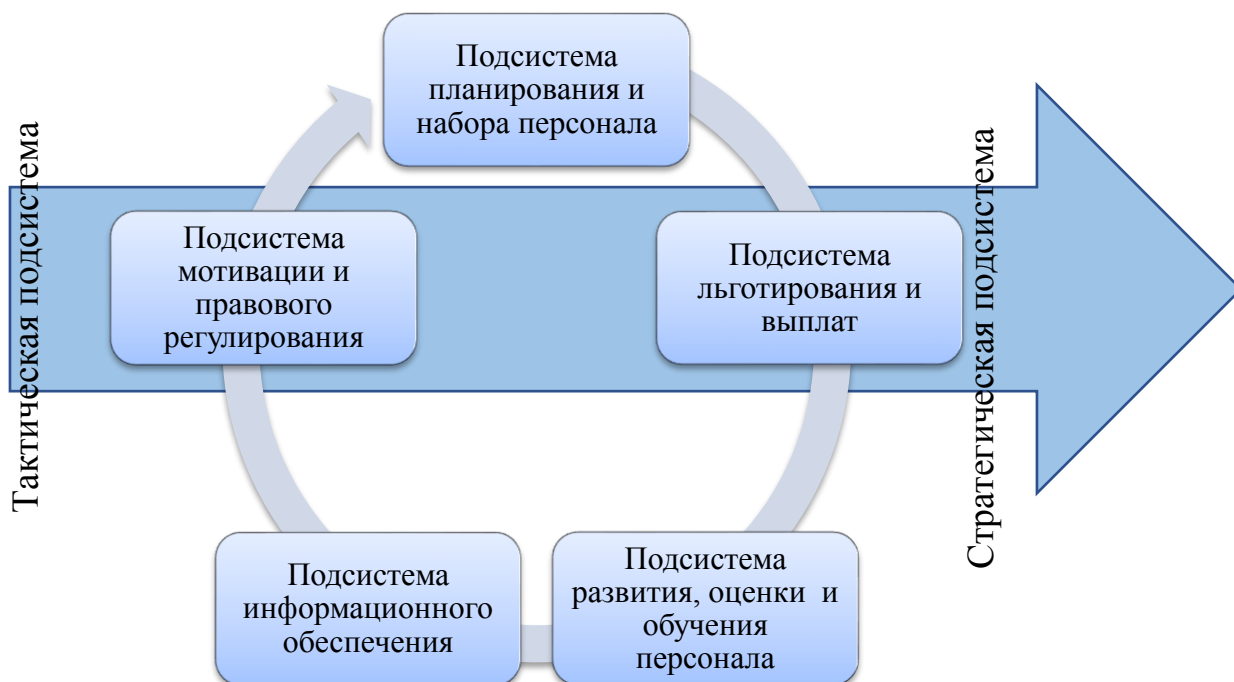 Подсистема
планирования и
набора персонала
Тактическая подсистема
Подсистема
мотивации и
правового
регулирования
Подсистема
льготирования и
выплат
Стратегическая подсистема
Подсистема
информационного
обеспечения
Подсистема
развития, оценки и
обучения
персонала